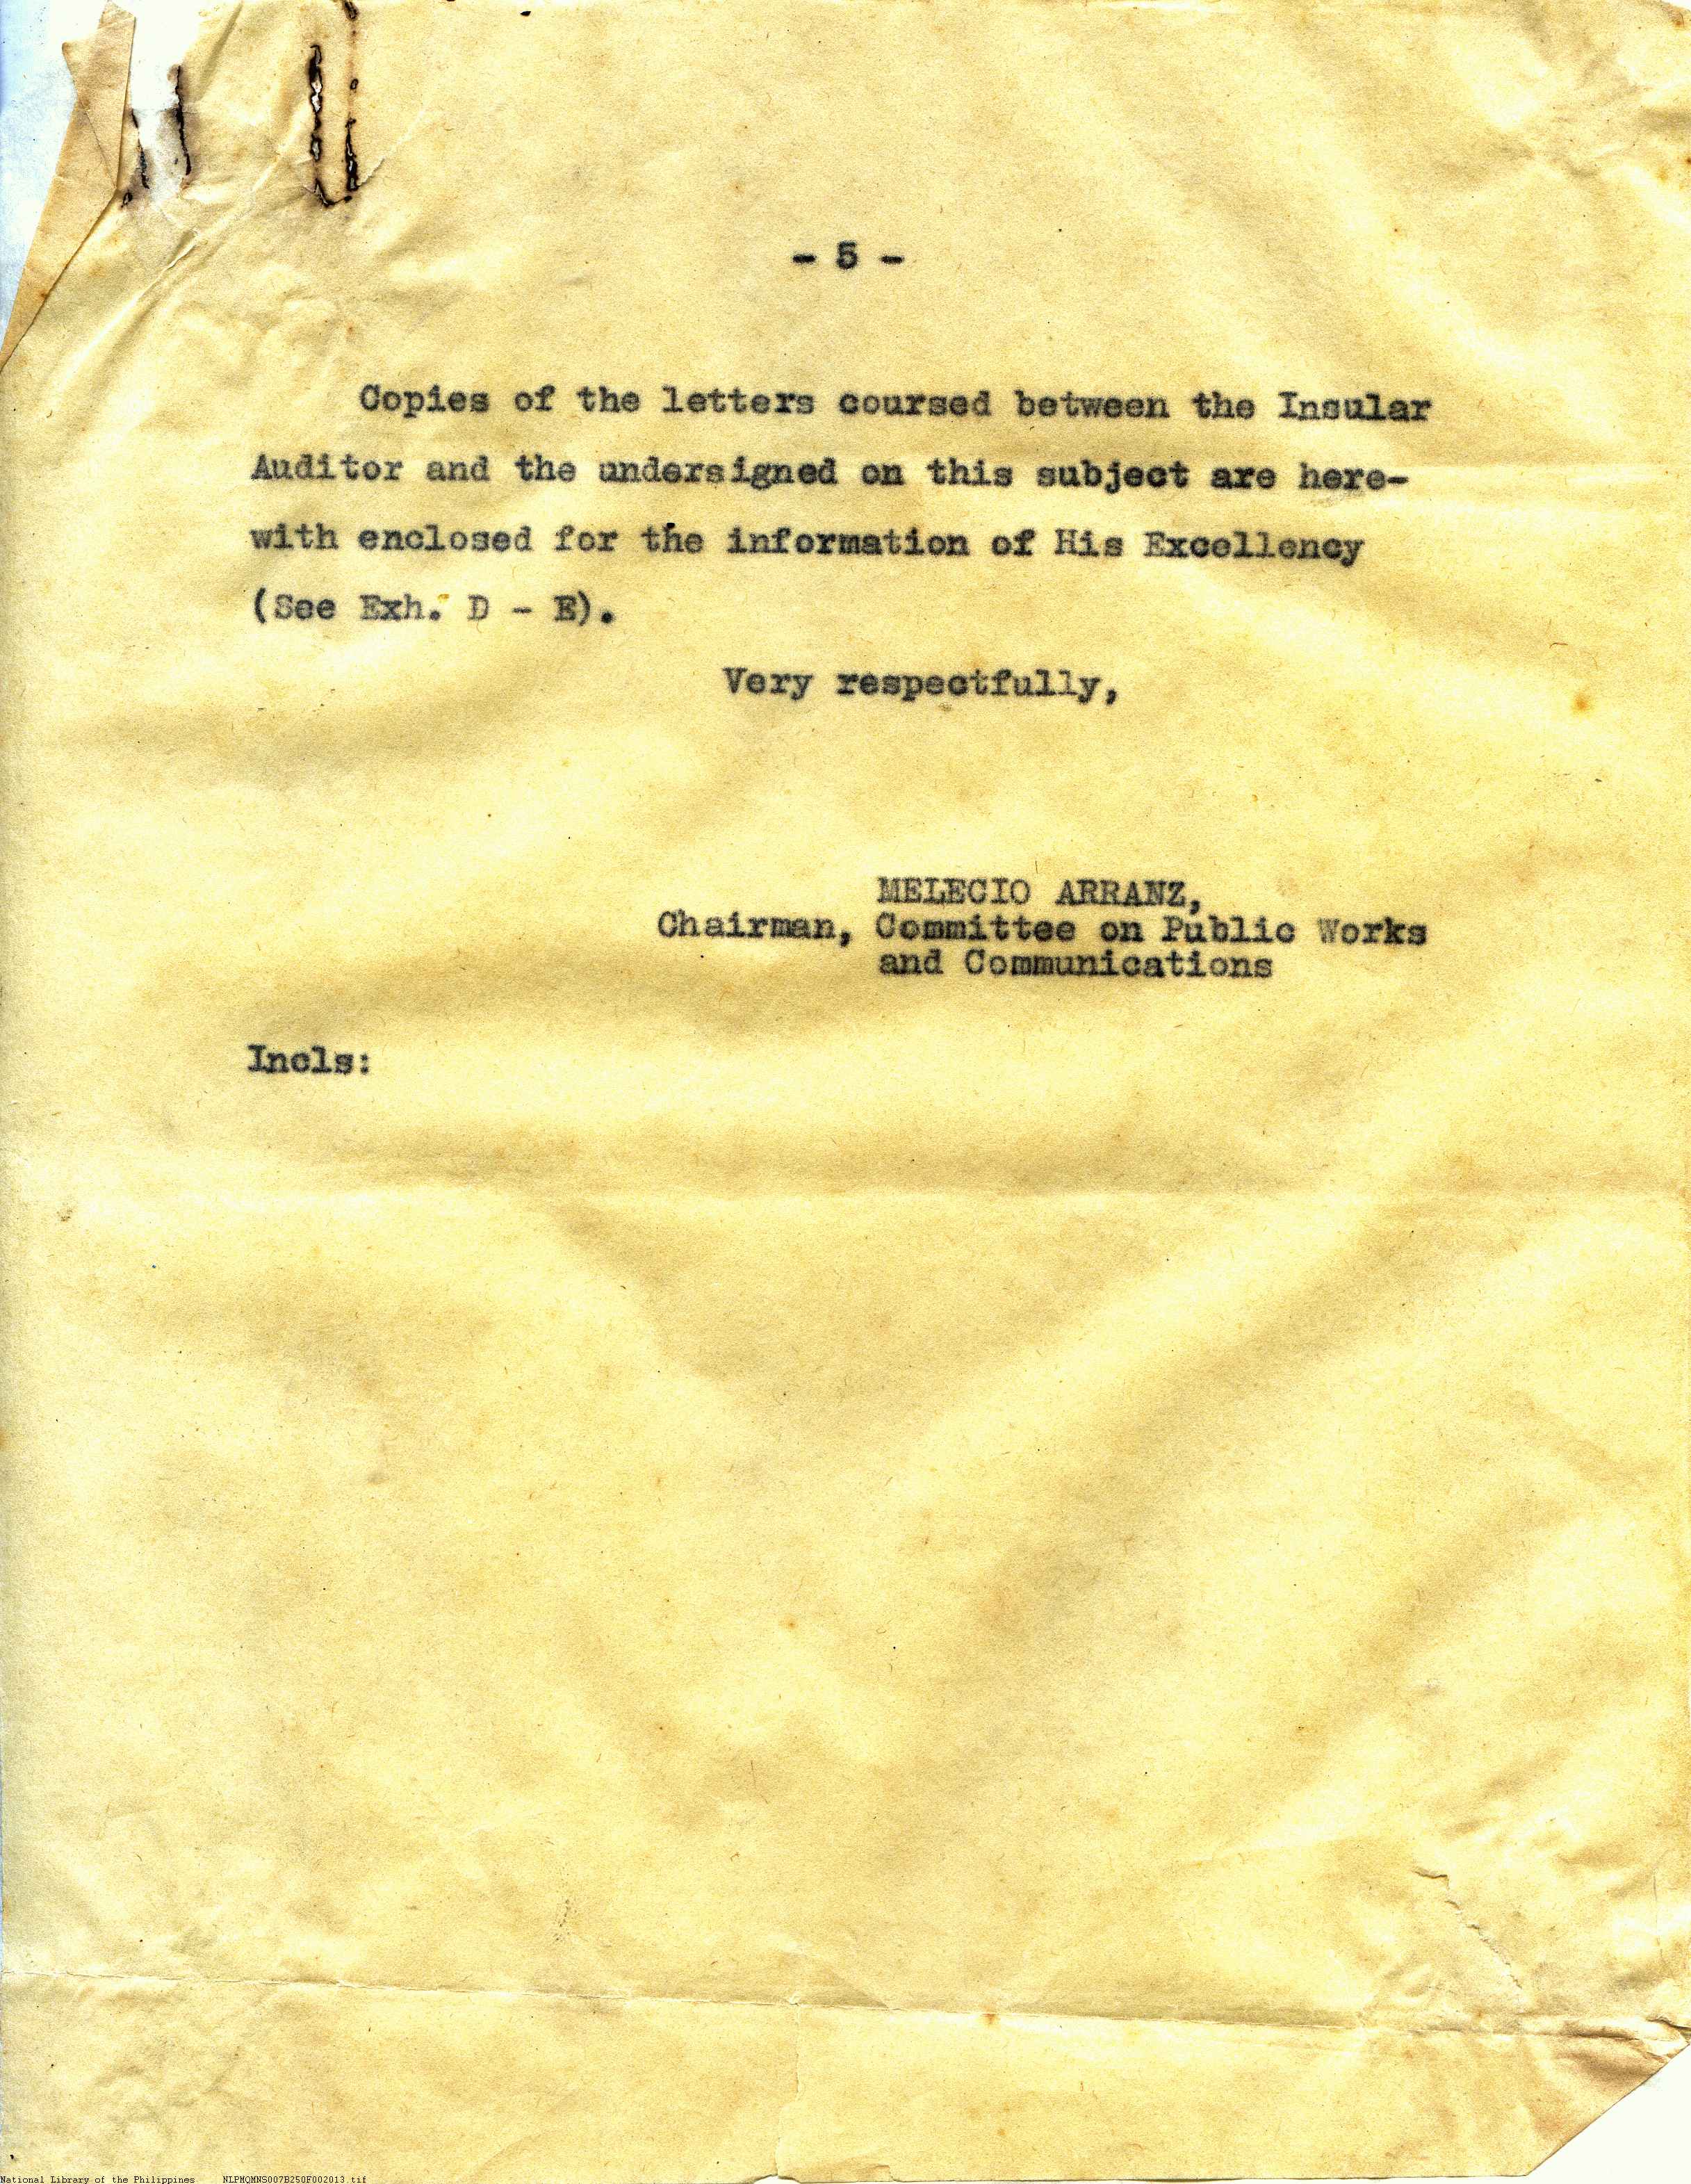 - 5 -
Copies of the letters coursed between the Insular
Auditor and the undersigned on this subject are here-
with enclosed for the information of His Excellency
(See Exh. D - E).
Very respectfully,
MELECIO ARRANZ,
Chairman, Committee on Public Works
and Communications
Incls:
National Library of the Philippines NLPMQMNS007B250F002013.tif